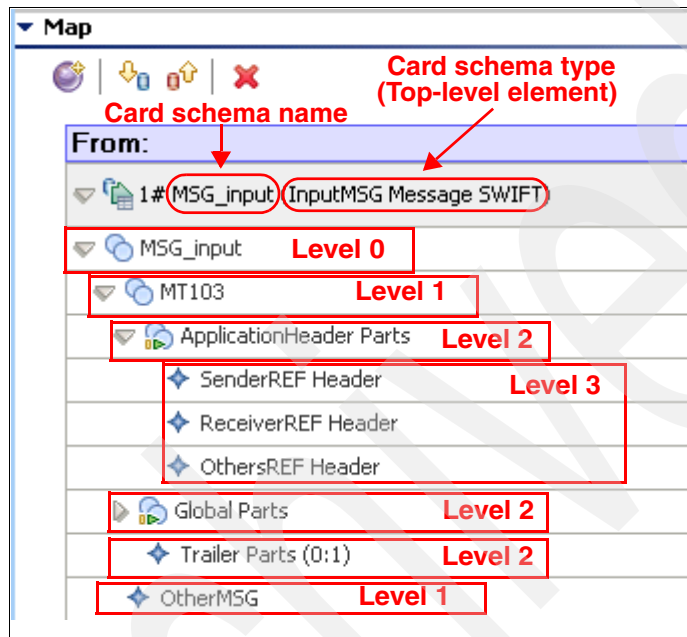 Map
Card schema type
(Top-level element)
Card schema name
From:
1# MSG_input (InputMSG Message SWIFT)
MSG_input Level 0
MT103 Level 1
ApplicationHeader Parts Level 2
SenderREF Header Level 3
ReceiverREF Header
OthersREF Header
Global Parts Level 2
Trailer Parts (0:1) Level 2
OtherMSG Level 1